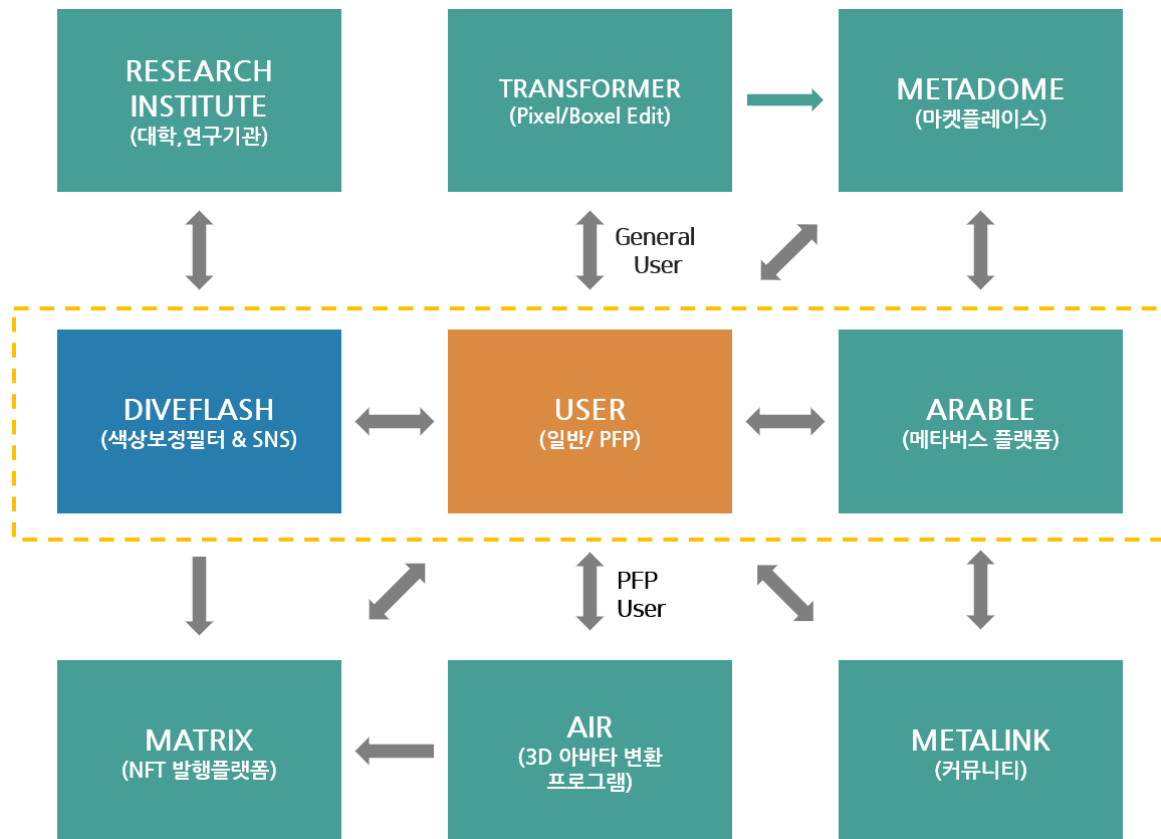 RESEARCH
INSTITUTE
(대학,연구기관)
TRANSFORMER
(Pixel/Boxel Edit)
METADOME
(마켓플레이스)
General
User
DIVEFLASH
(색상보정필터 & SNS)
USER
(일반/ PFP)
ARABLE
(메타버스 플랫폼)
PFP
User
MATRIX
(NFT 발행플랫폼)
AIR
(3D 아바타 변환
프로그램)
METALINK
(커뮤니티)